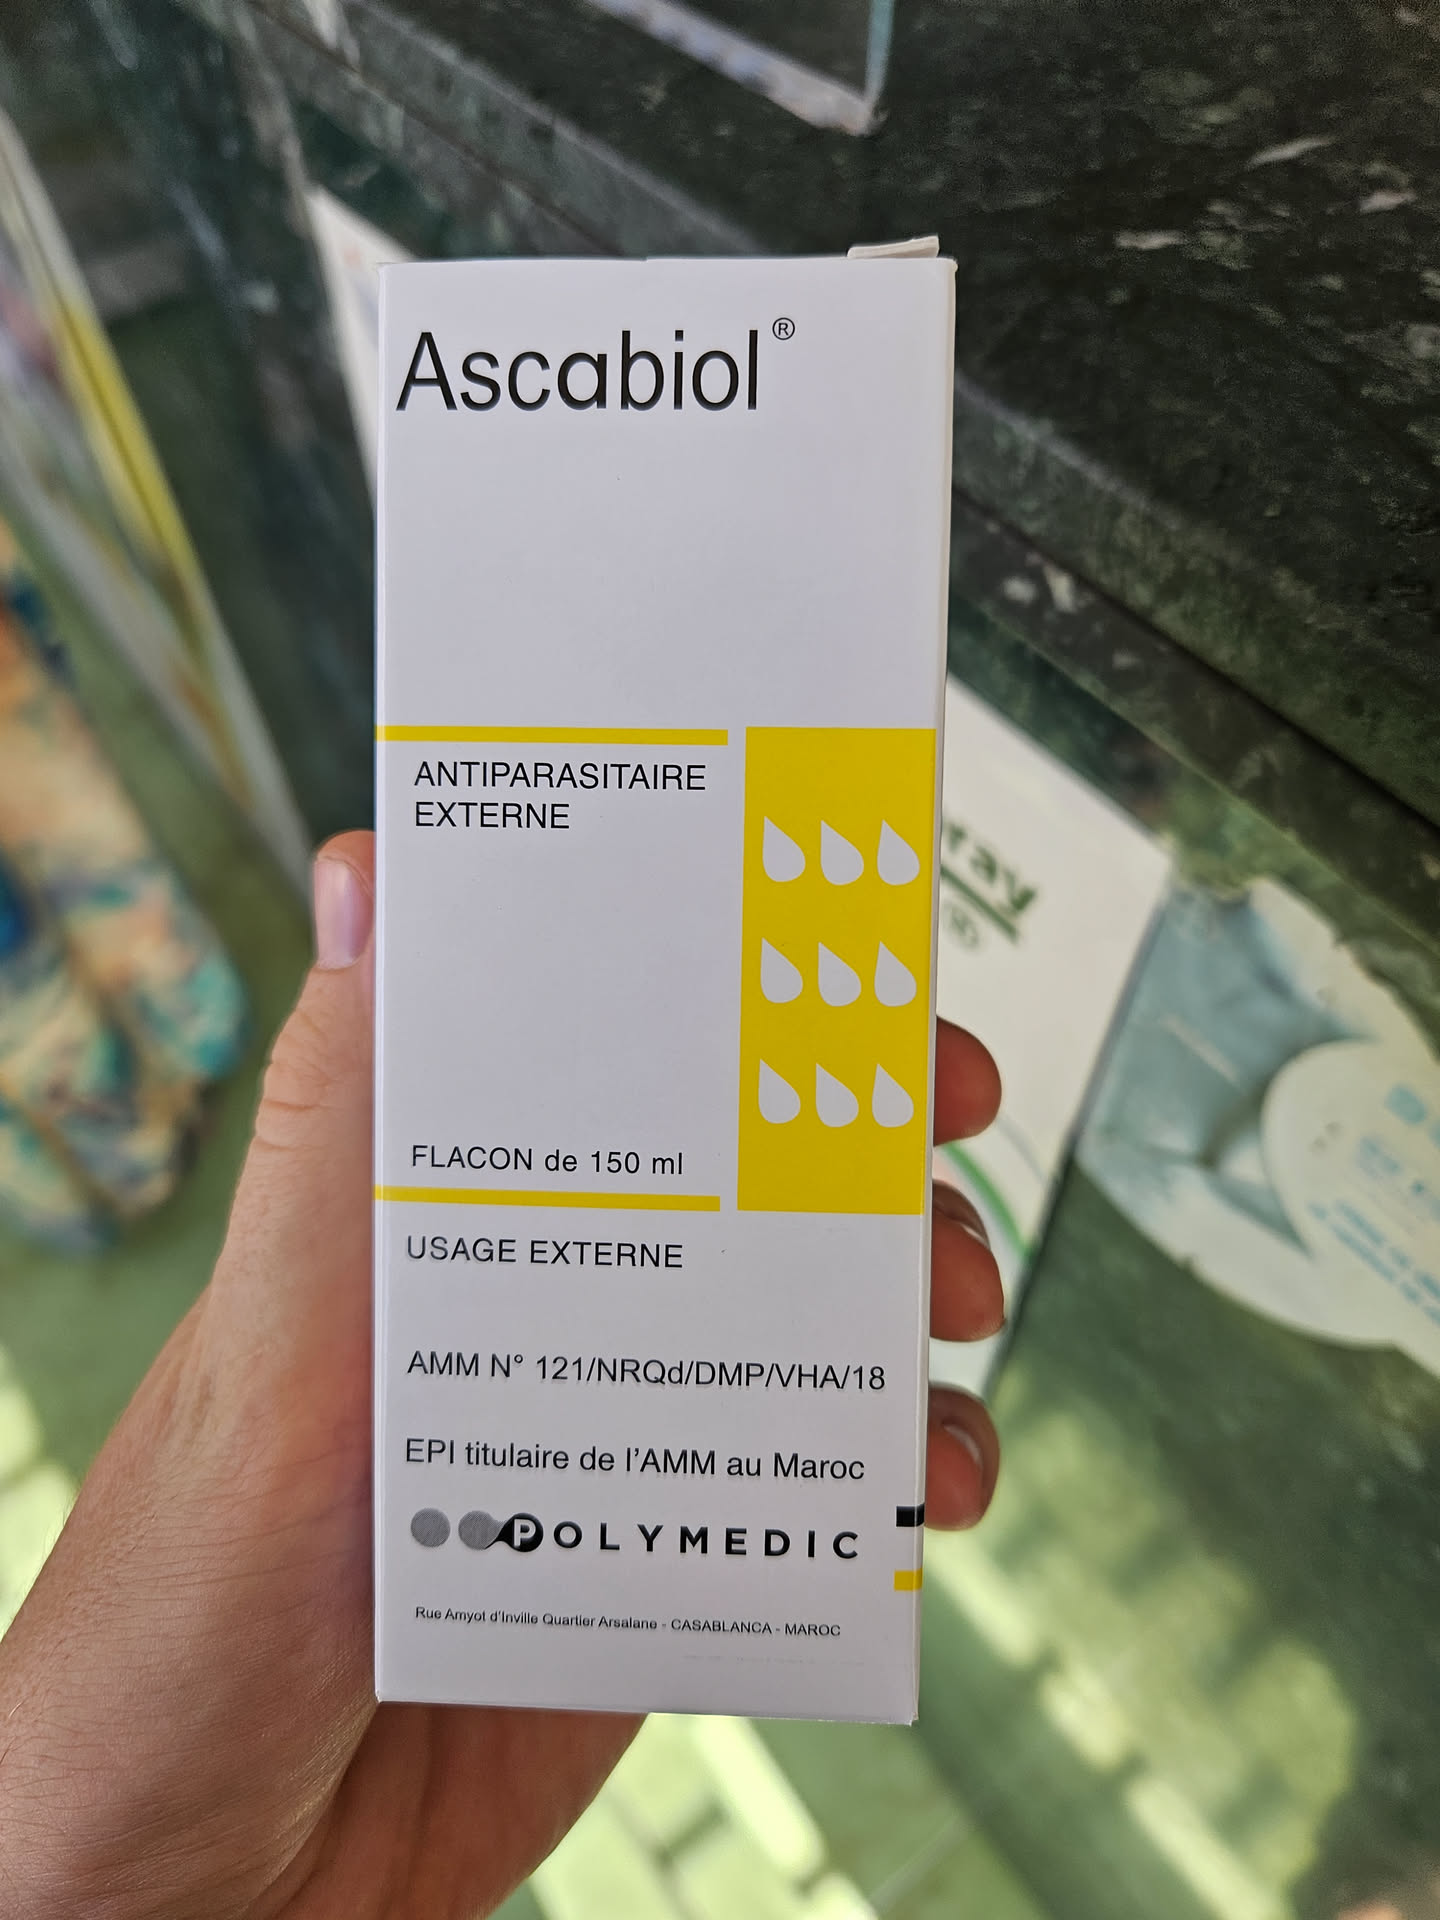 Ascabiol®
ANTIPARASITAIRE
EXTERNE
FLACON de 150 ml
USAGE EXTERNE
AMM N° 121/NRQd/DMP/VHA/18
EPI titulaire de l'AMM au Maroc
POLYMEDIC
Rue Amyot d'Inville Quartier Arsalane - CASABLANCA - MAROC